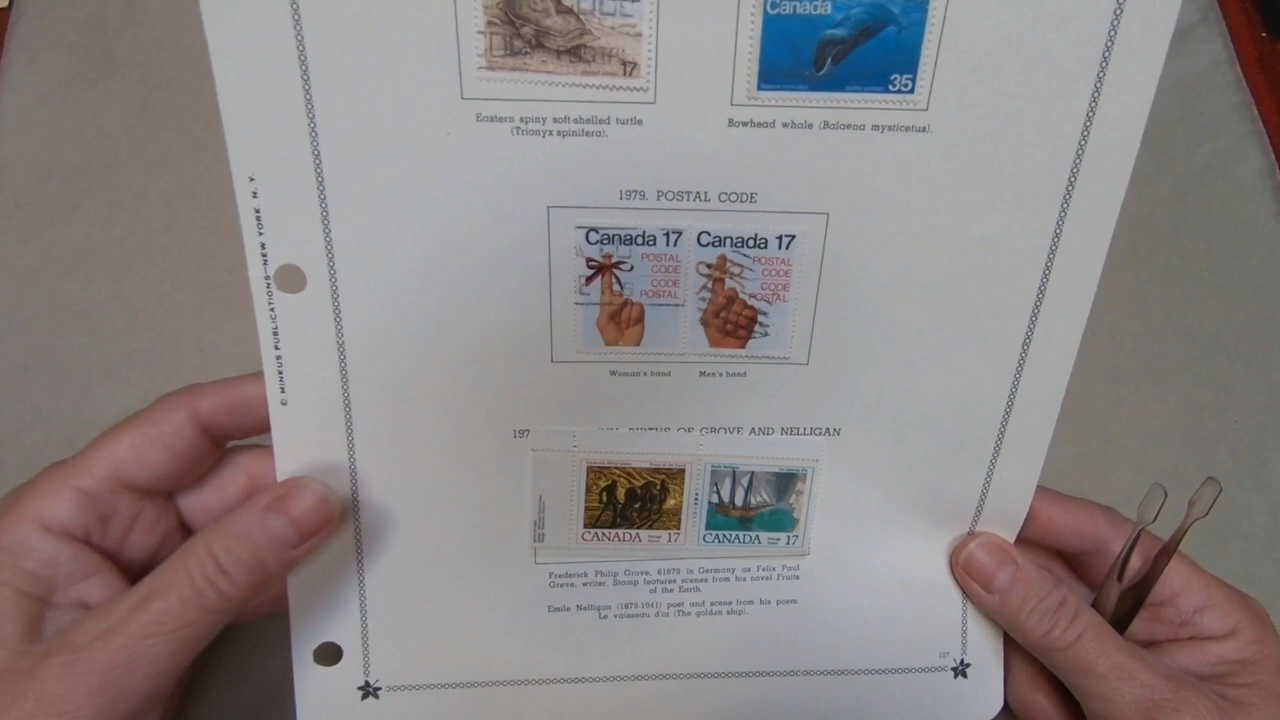 Canada
17
35
Eastern spiny soft-shelled turtle
(Trionyx spinifera).
Bowhead whale (Balaena mysticetus).
1979. POSTAL CODE
Canada 17
POSTAL
CODE
CODE
POSTAL
Canada 17
POSTAL
CODE
CODE
POSTAL
Woman's hand
Men's hand
197
OF GROVE AND NELLIGAN
CANADA 17
CANADA 17
Frederick Philip Grove, 61879 in Germany as Felix Paul
Greve, writer. Stamp features scenes from his novel Fruits
of the Earth.
Emile Nelligan (1879-1941) poet and scene from his poem
Le vaisseau d'or (The golden ship).
107
© MINKUS PUBLICATIONS—NEW YORK, N. Y.